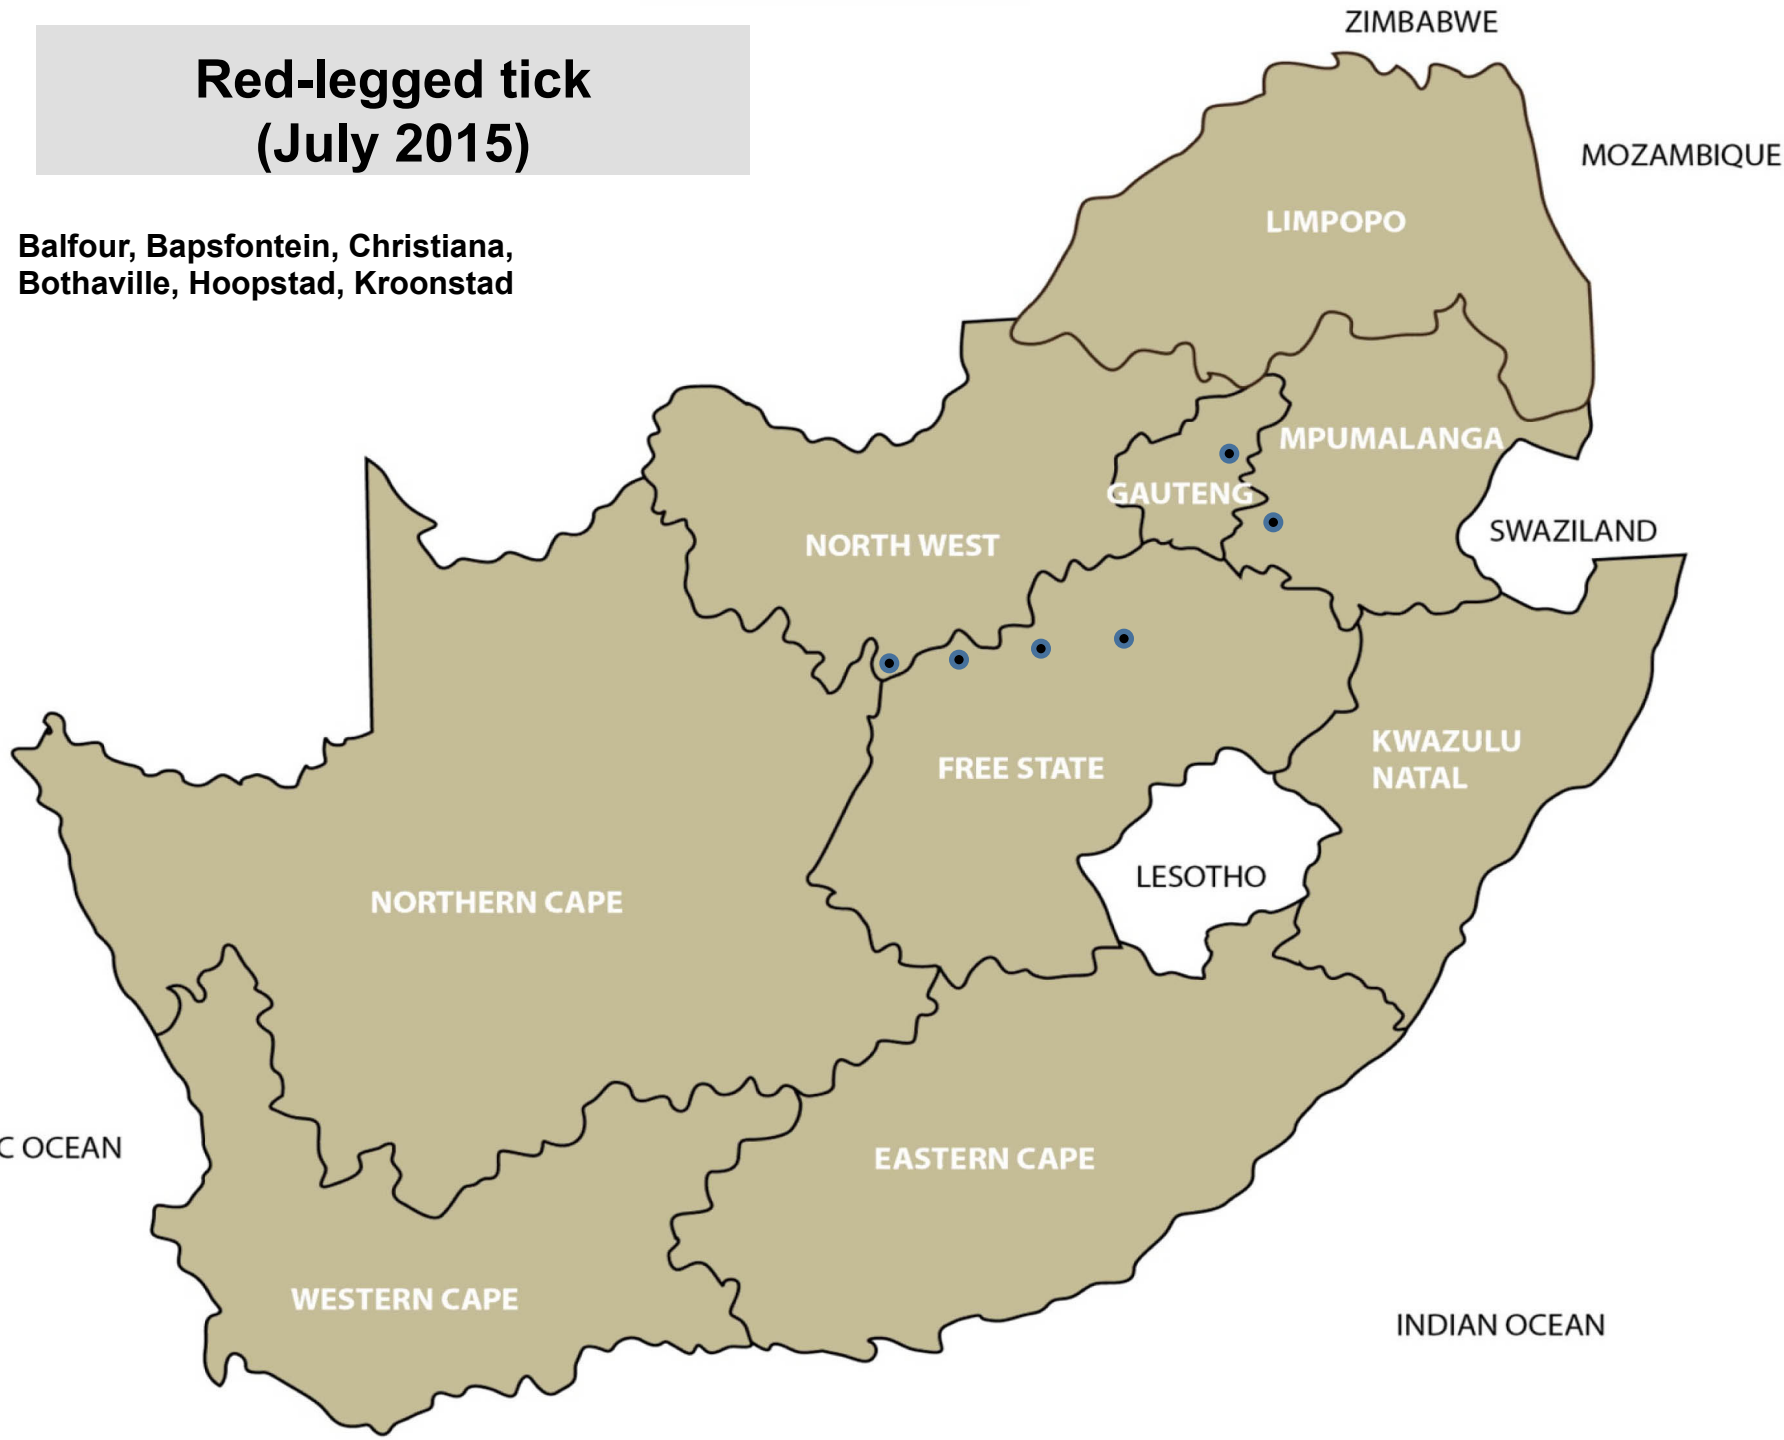 Red-legged tick
(July 2015)
Balfour, Bapsfontein, Christiana,
Bothaville, Hoopstad, Kroonstad
ZIMBABWE
MOZAMBIQUE
LIMPOPO
MPUMALANGA
GAUTENG
NORTH WEST
SWAZILAND
FREE STATE
KWAZULU
NATAL
LESOTHO
NORTHERN CAPE
C OCEAN
EASTERN CAPE
WESTERN CAPE
INDIAN OCEAN